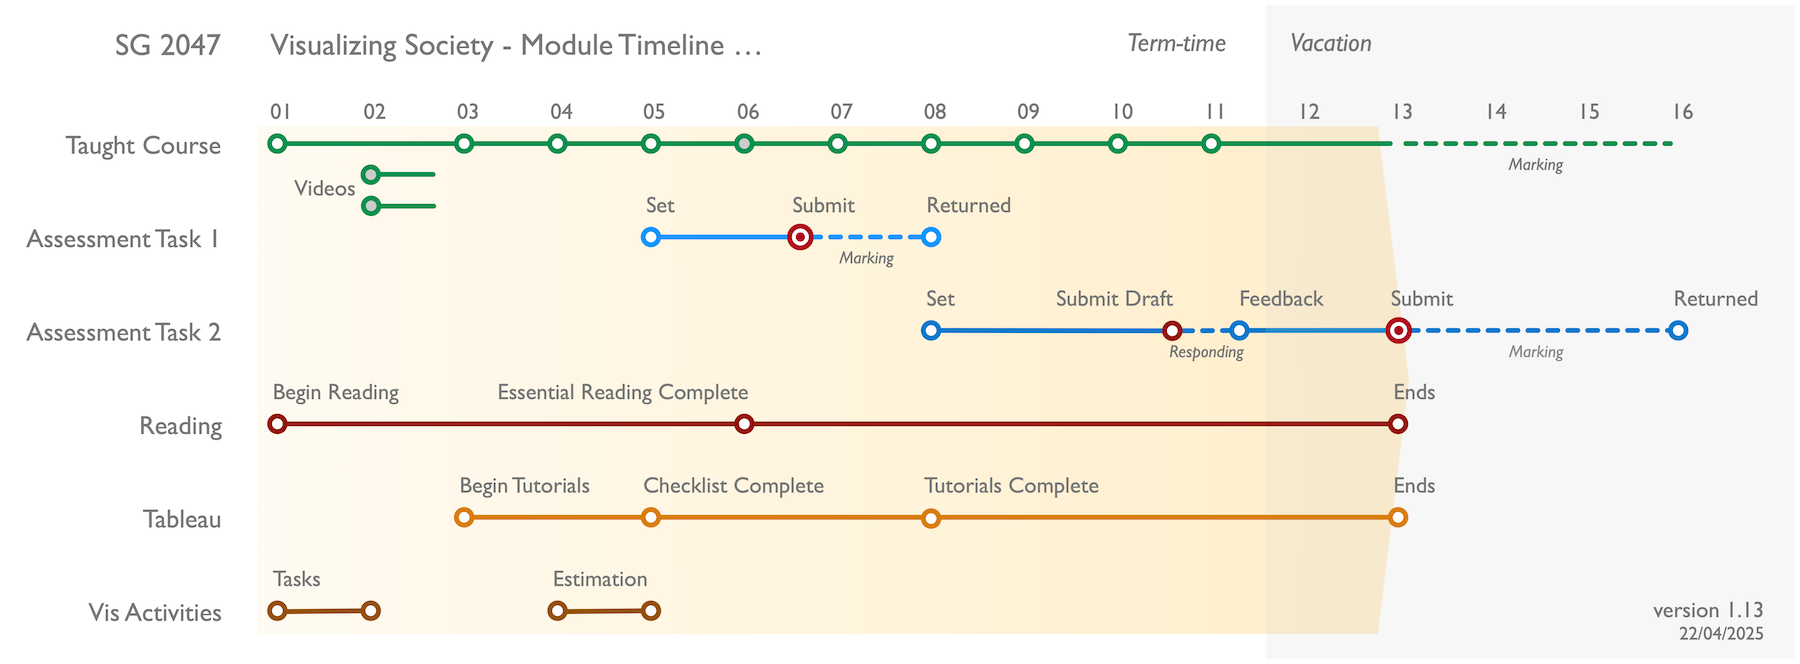 SG 2047 Visualizing Society - Module Timeline … Term-time Vacation
01 02 03 04 05 06 07 08 09 10 11 12 13 14 15 16
Taught Course
Marking
Videos
Set Submit Returned
Assessment Task 1
Marking
Set Submit Draft Feedback Submit Returned
Assessment Task 2
Responding Marking
Begin Reading Essential Reading Complete Ends
Reading
Begin Tutorials Checklist Complete Tutorials Complete Ends
Tableau
Tasks Estimation
Vis Activities
version 1.13
22/04/2025